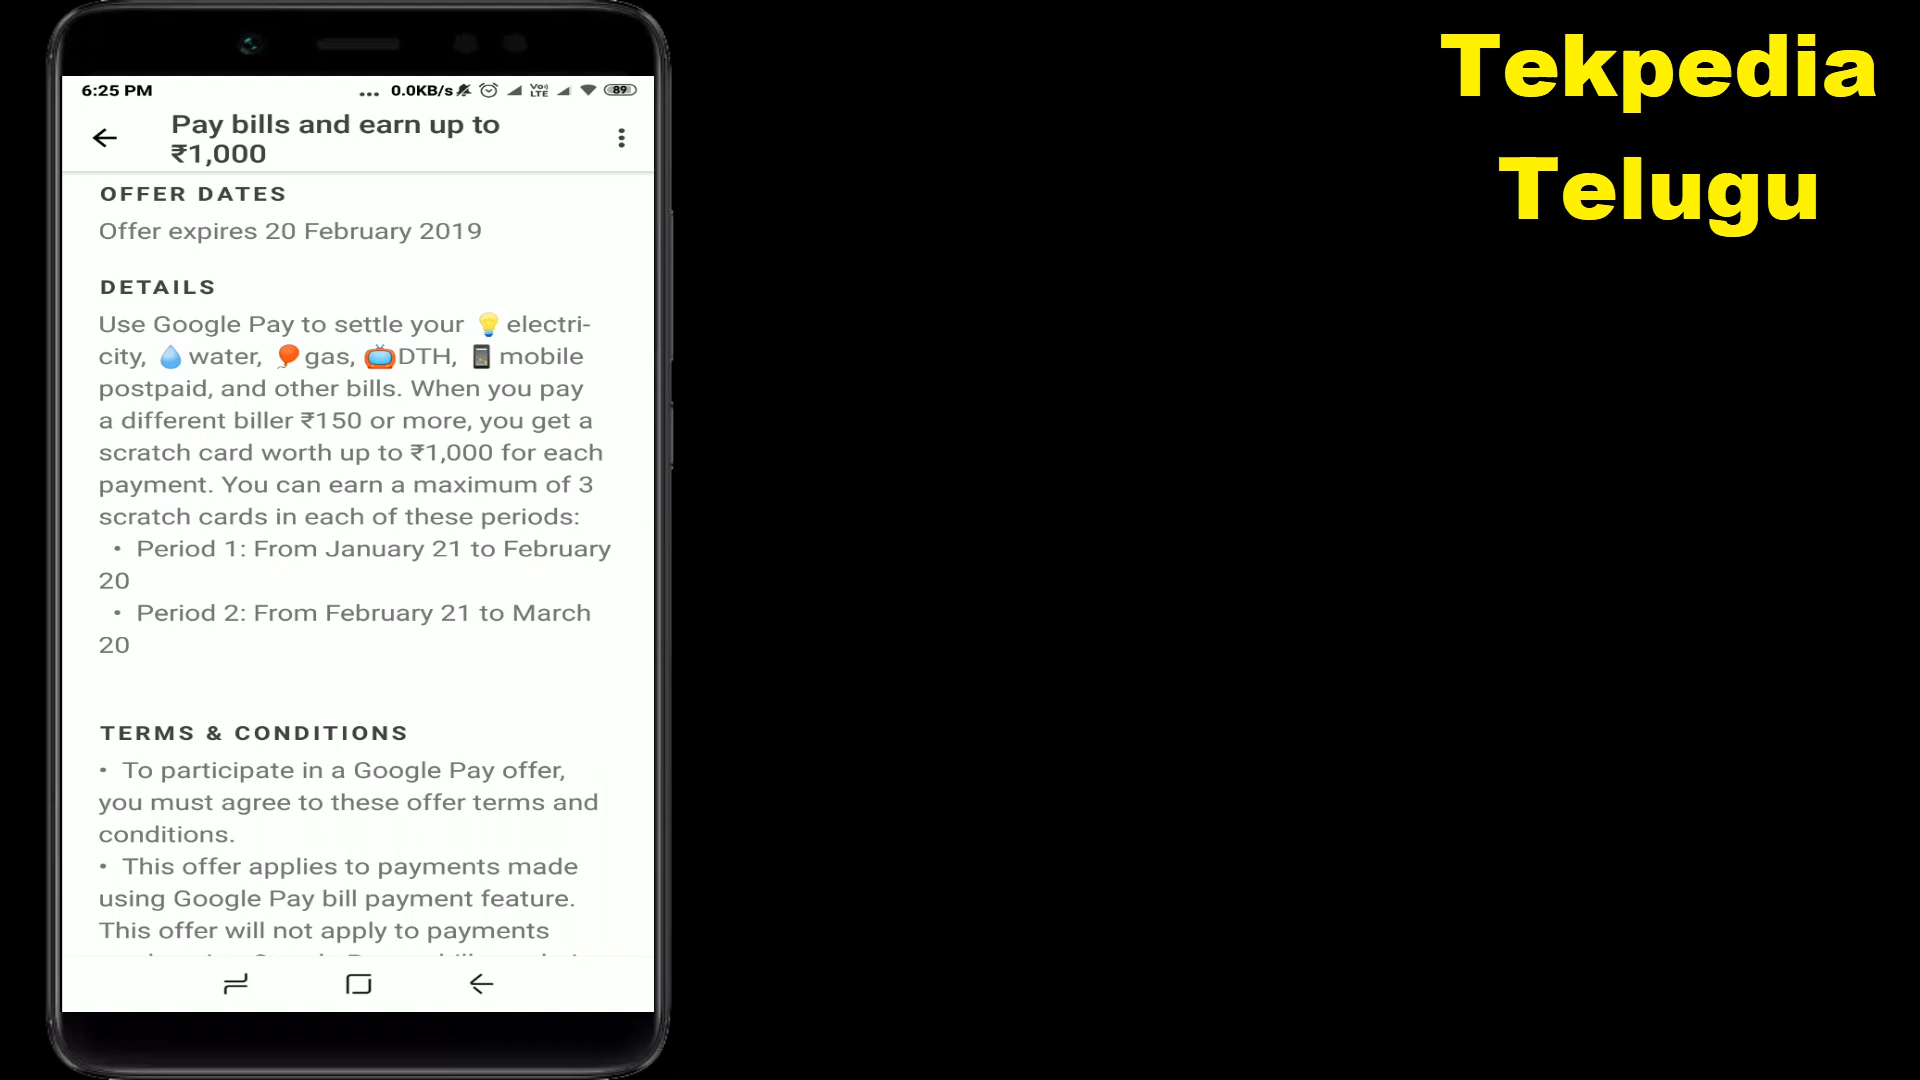 6:25 PM
... 0.0KB/s VoLTE 89
Pay bills and earn up to
₹1,000
OFFER DATES
Offer expires 20 February 2019
DETAILS
Use Google Pay to settle your 💡electri-
city, 💧water, 🎈gas, 📺DTH, 📱mobile
postpaid, and other bills. When you pay
a different biller ₹150 or more, you get a
scratch card worth up to ₹1,000 for each
payment. You can earn a maximum of 3
scratch cards in each of these periods:
• Period 1: From January 21 to February
20
• Period 2: From February 21 to March
20
TERMS & CONDITIONS
• To participate in a Google Pay offer,
you must agree to these offer terms and
conditions.
• This offer applies to payments made
using Google Pay bill payment feature.
This offer will not apply to payments
Tekpedia
Telugu